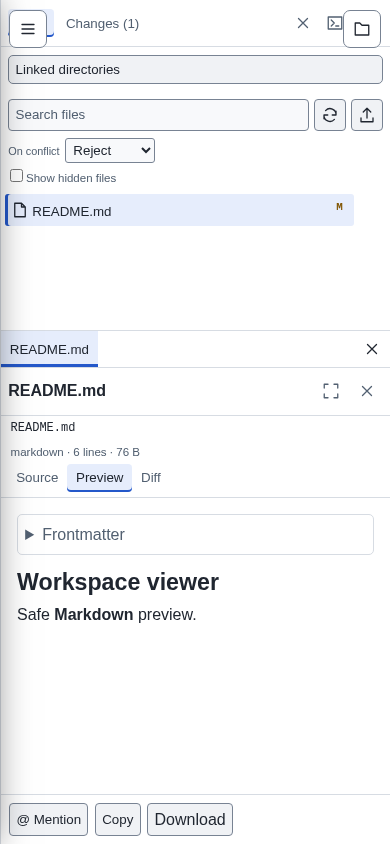 Changes (1)
Linked directories
Search files
On conflict Reject
Show hidden files
README.md M
README.md
README.md
README.md
markdown · 6 lines · 76 B
Source Preview Diff
Frontmatter
Workspace viewer
Safe Markdown preview.
@ Mention Copy Download